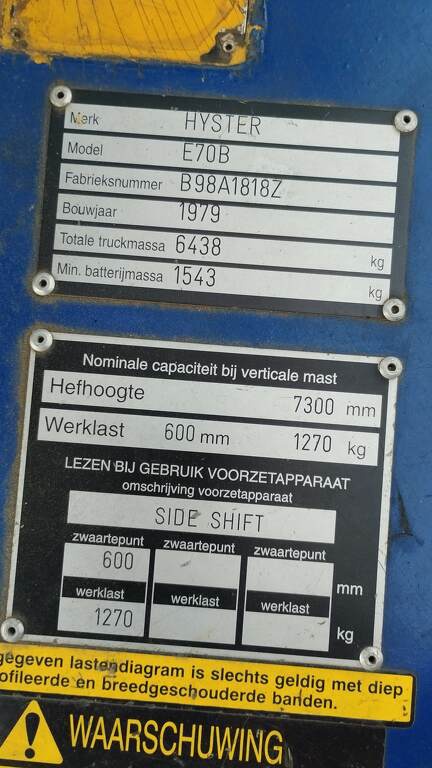 Merk HYSTER
Model E70B
Fabrieksnummer B98A1818Z
Bouwjaar 1979
Totale truckmassa 6438 kg
Min. batterijmassa 1543 kg
Nominale capaciteit bij verticale mast
Hefhoogte 7300 mm
Werklast 600 mm 1270 kg
LEZEN BIJ GEBRUIK VOORZETAPPARAAT
omschrijving voorzetapparaat
SIDE SHIFT
zwaartepunt zwaartepunt zwaartepunt
600 mm
werklast werklast werklast
1270 kg
gegeven lastendiagram is slechts geldig met diep
ofileerde en breedgeschouderde banden.
WAARSCHUWING